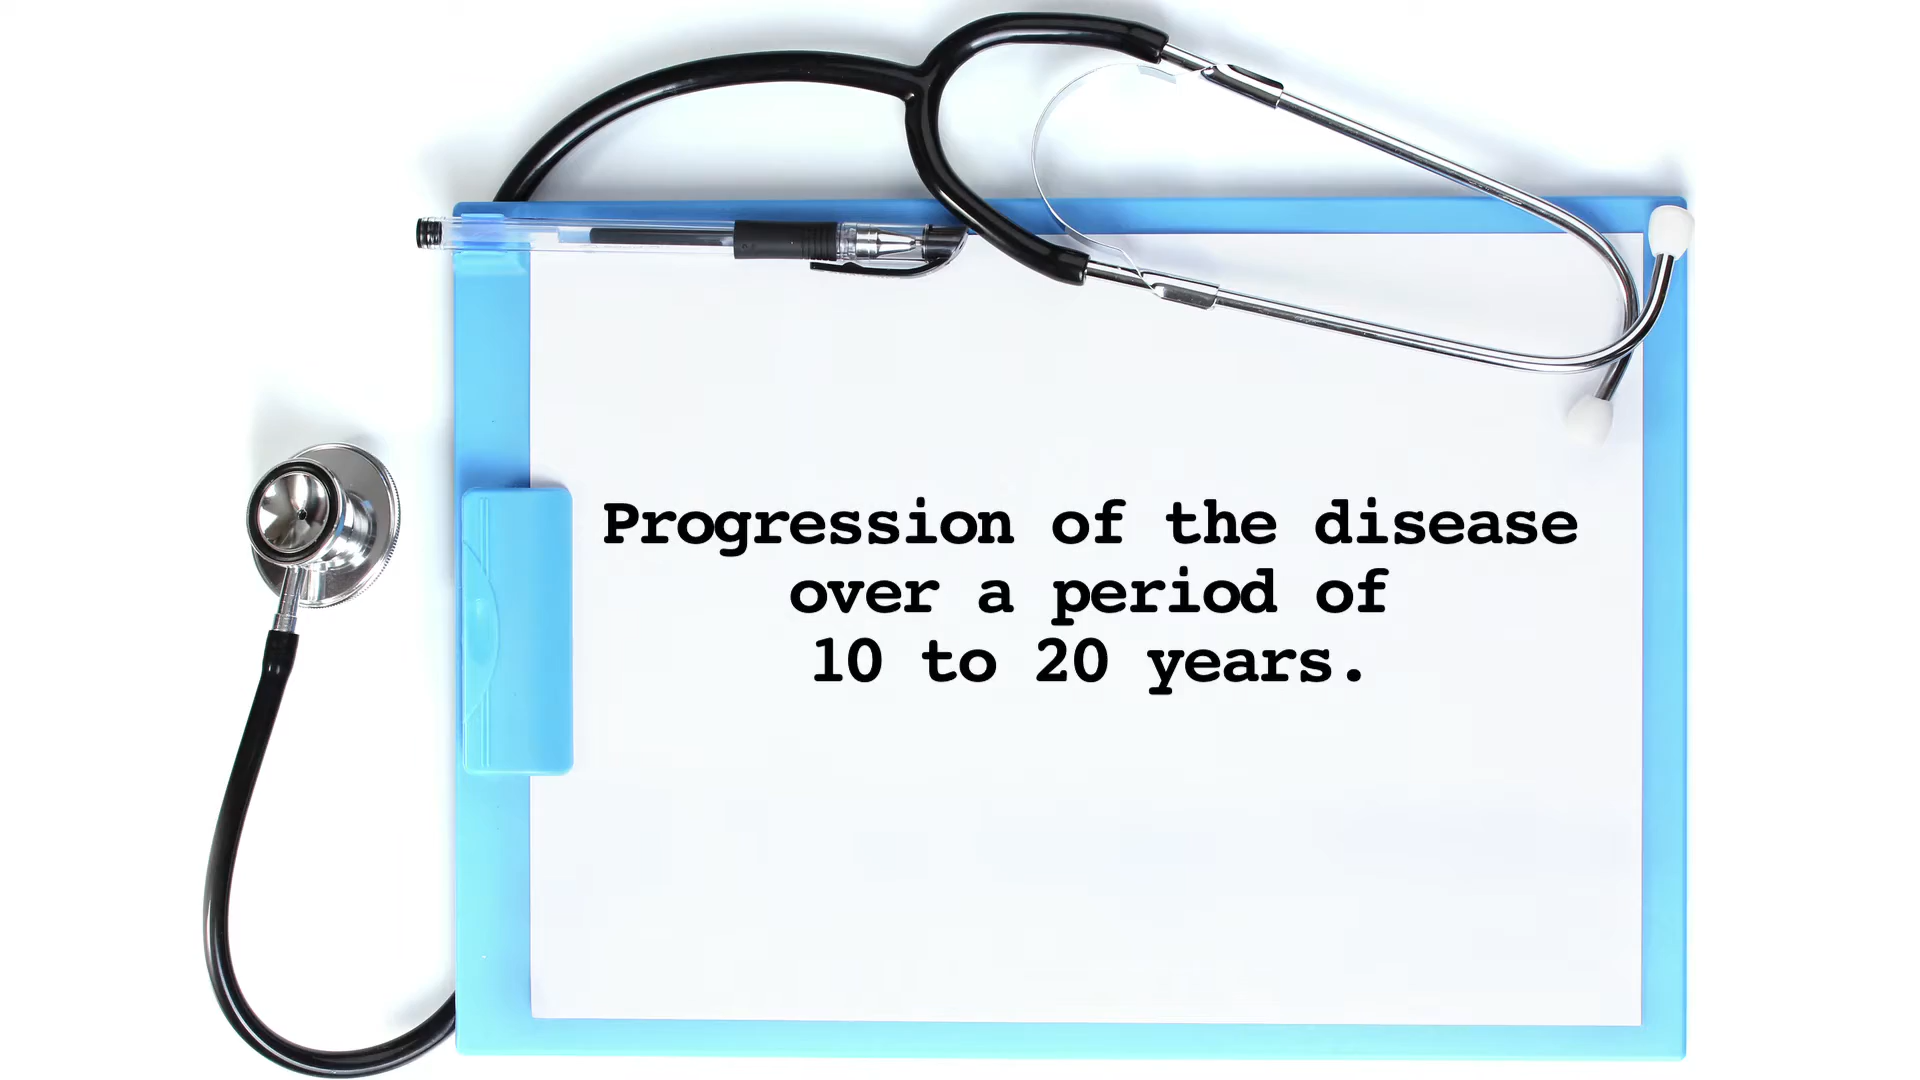 Progression of the disease
over a period of
10 to 20 years.